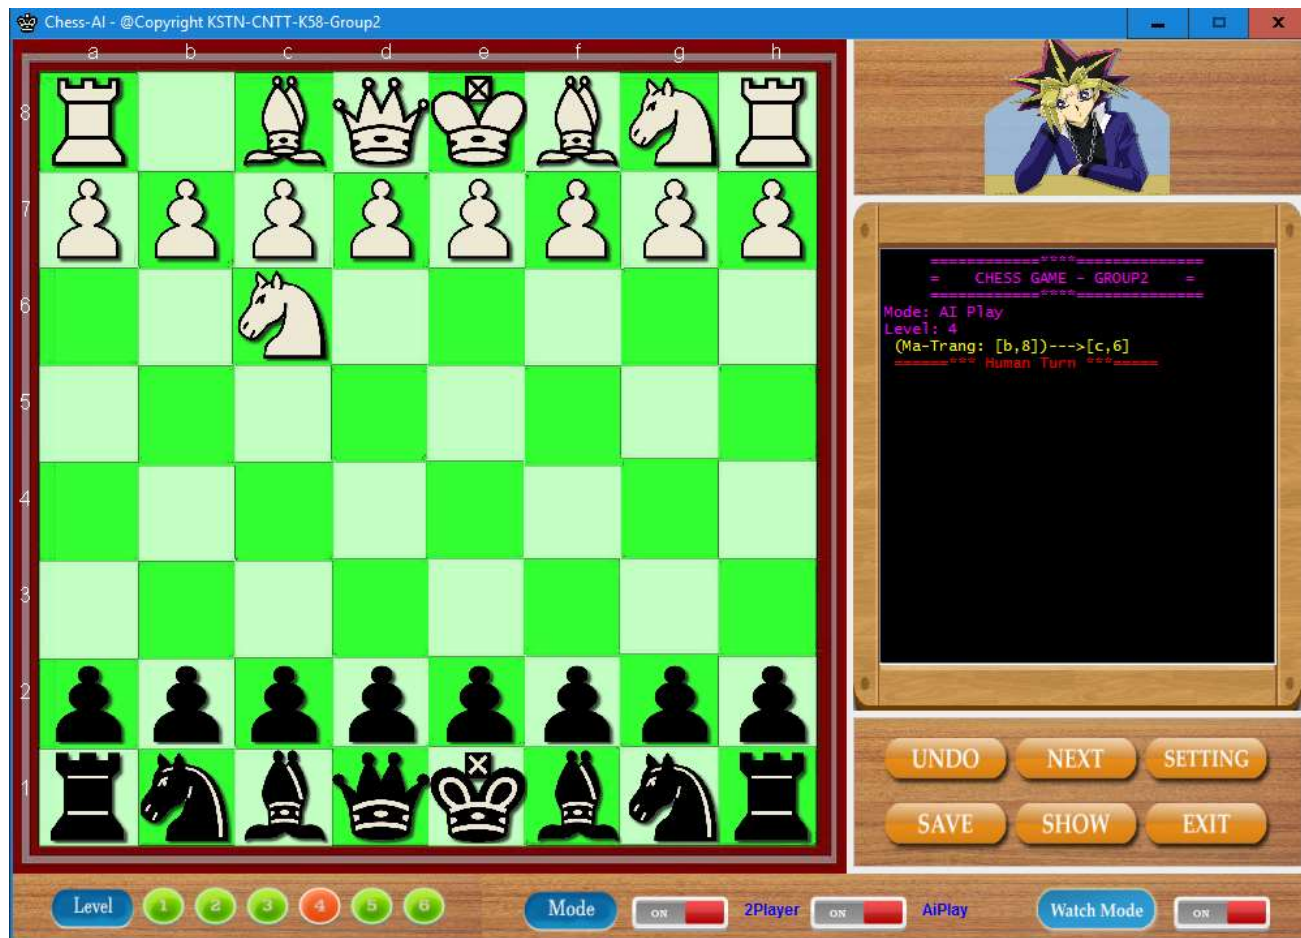 Chess-AI - @Copyright KSTN-CNTT-K58-Group2
a b c d e f g h
8
7
6
5
4
3
2
1
============****==============
= CHESS GAME - GROUP2 =
============****==============
Mode: AI Play
Level: 4
(Ma-Trang: [b,8])--->[c,6]
======*** Human Turn ***=====
UNDO NEXT SETTING
SAVE SHOW EXIT
Level 1 2 3 4 5 6 Mode ON 2Player ON AiPlay Watch Mode ON